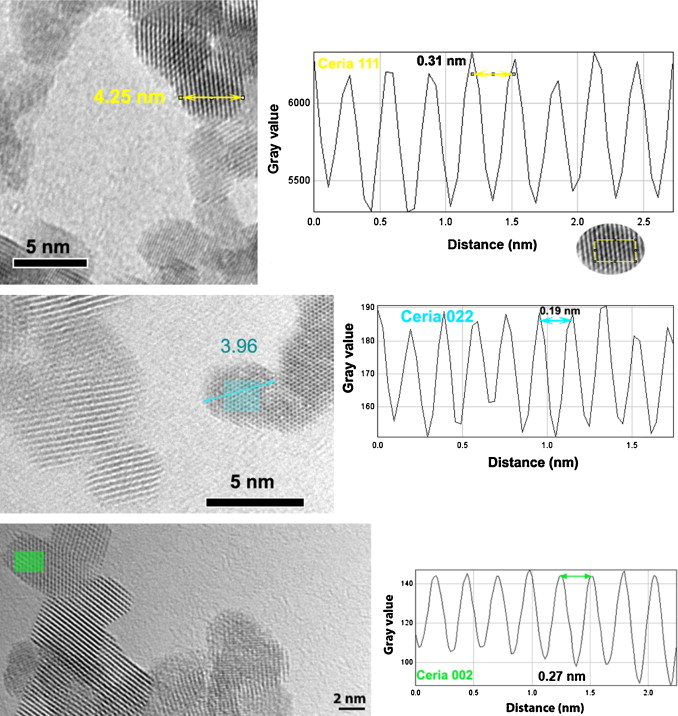 4.25 nm
5 nm
Ceria 111
0.31 nm
Gray value
6000
5500
0.0 0.5 1.0 1.5 2.0 2.5
Distance (nm)
3.96
5 nm
Ceria 022
0.19 nm
Gray value
190
180
170
160
0.0 0.5 1.0 1.5
Distance (nm)
2 nm
Gray value
140
120
100
Ceria 002
0.27 nm
0.0 0.5 1.0 1.5 2.0
Distance (nm)